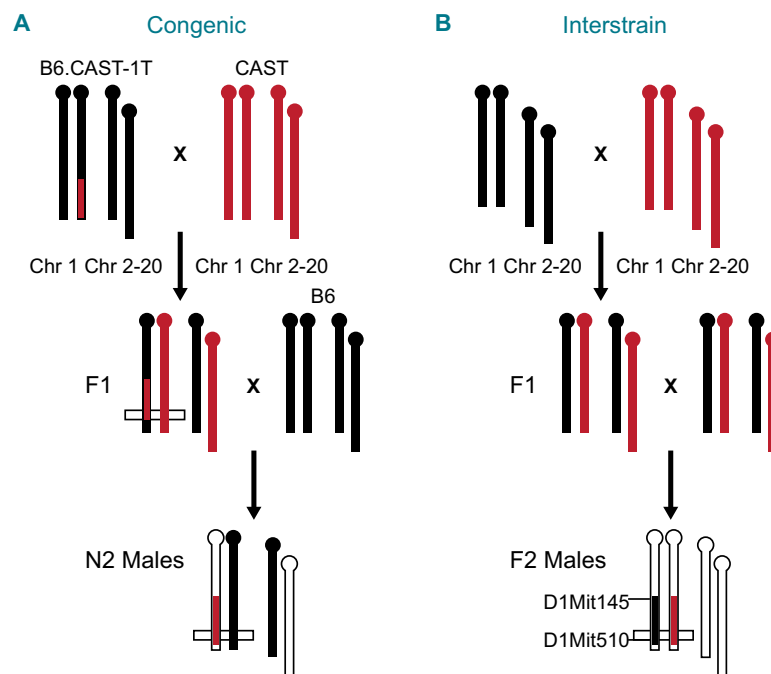 A Congenic
B6.CAST-1T CAST
X
Chr 1 Chr 2-20 Chr 1 Chr 2-20
B6
F1 X
N2 Males
B Interstrain
X
Chr 1 Chr 2-20 Chr 1 Chr 2-20
F1 X
F2 Males
D1Mit145
D1Mit510